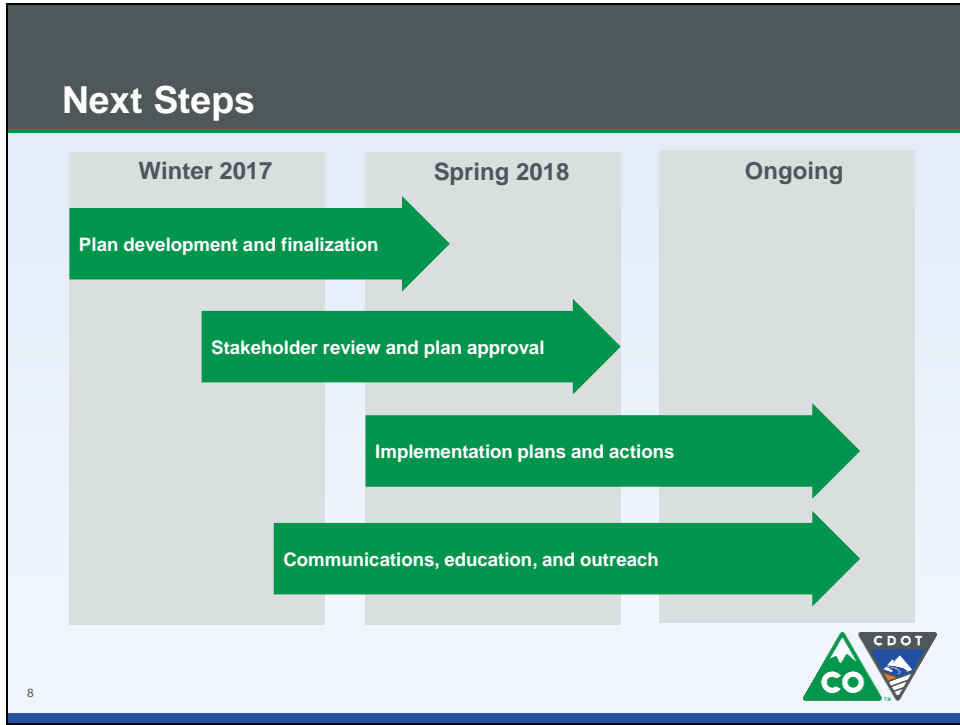 Next Steps
Winter 2017
Spring 2018
Ongoing
Plan development and finalization
Stakeholder review and plan approval
Implementation plans and actions
Communications, education, and outreach
8
CO
CDOT
TM